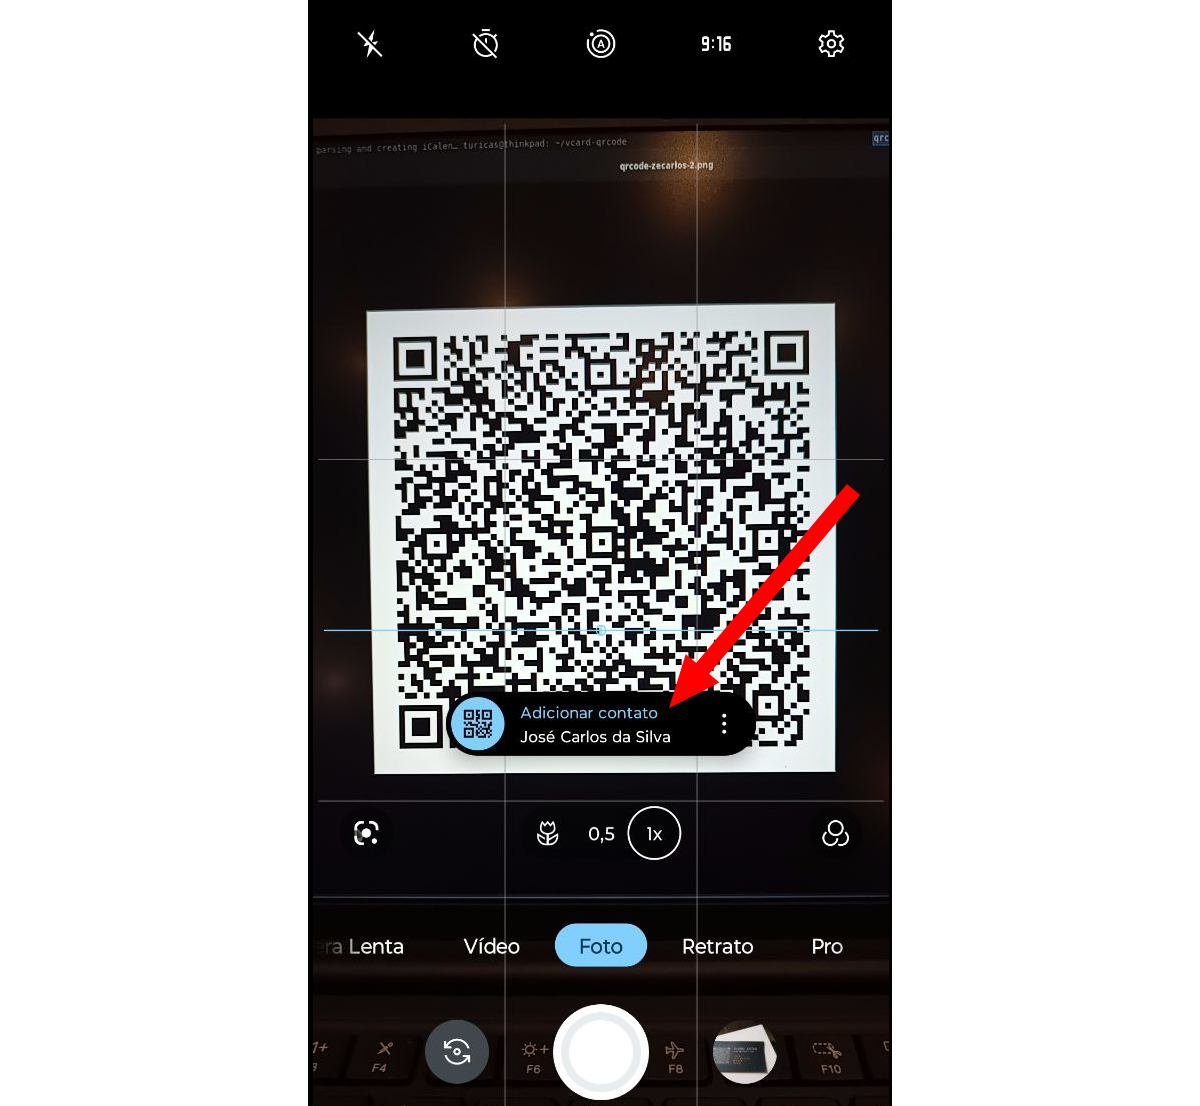 9:16
parsing and creating iCalen… turicas@thinkpad: ~/vcard-qrcode
qrc
qrcode-zecarlos-2.png
Adicionar contato
José Carlos da Silva
0,5
1x
era Lenta
Vídeo
Foto
Retrato
Pro
F4
F6
F8
F10